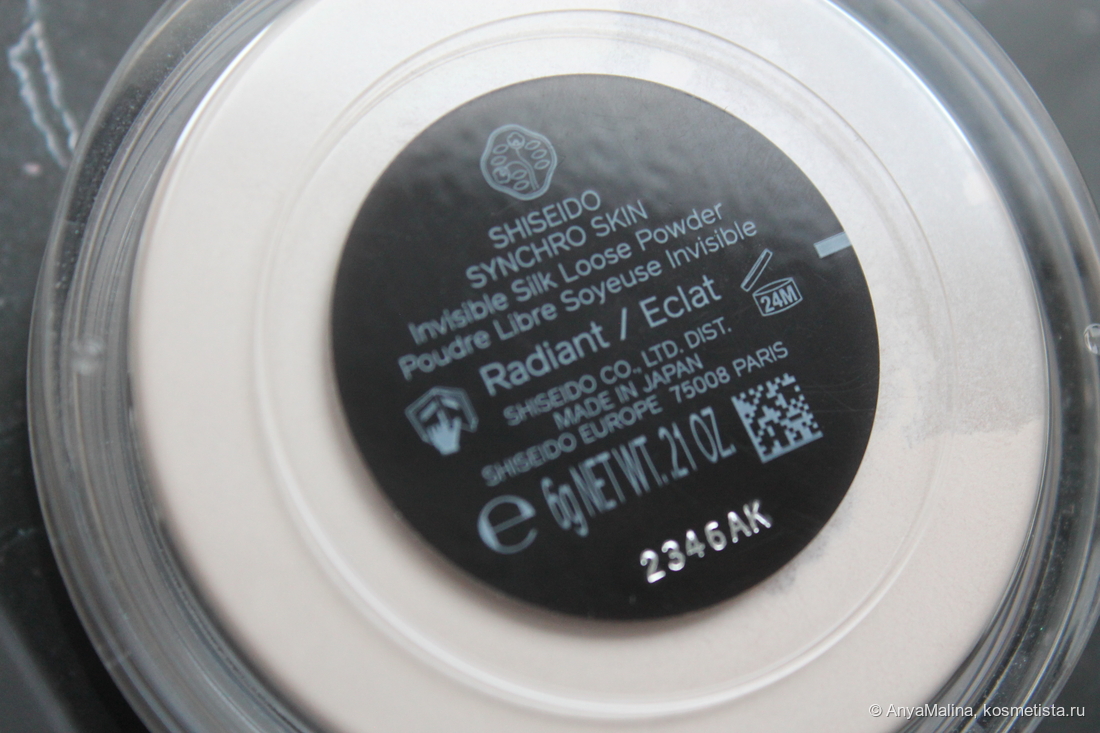 SHISEIDO
SYNCHRO SKIN
Invisible Silk Loose Powder
Poudre Libre Soyeuse Invisible
Radiant / Eclat
24M
SHISEIDO CO., LTD. DIST.
MADE IN JAPAN
SHISEIDO EUROPE 75008 PARIS
e 6g NET WT. .21 OZ
2346AK
© AnyaMalina, kosmetista.ru